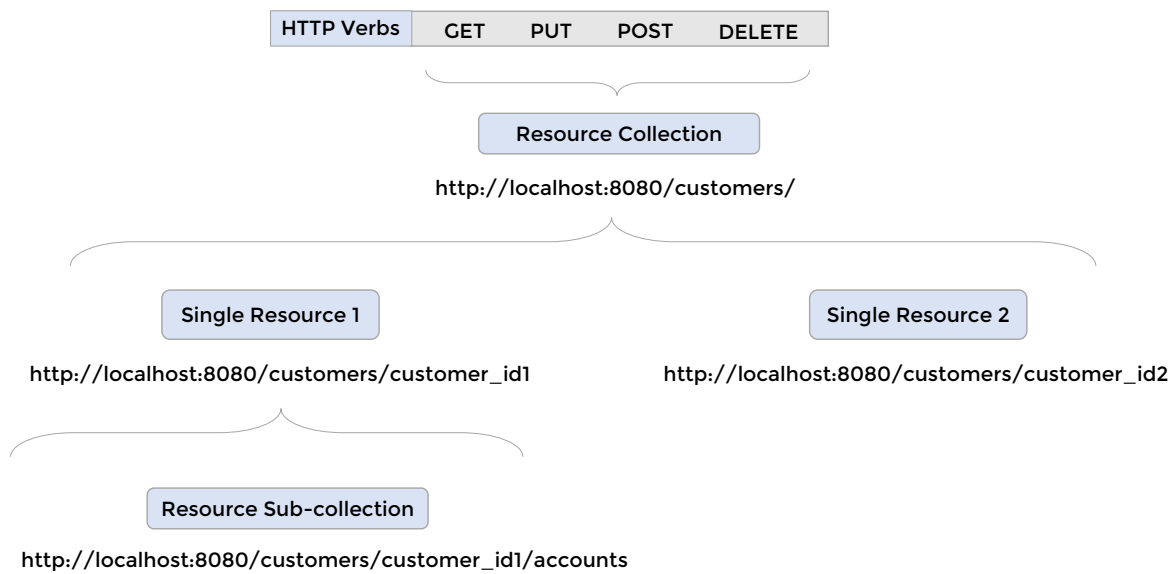 HTTP Verbs GET PUT POST DELETE
Resource Collection
http://localhost:8080/customers/
Single Resource 1 Single Resource 2
http://localhost:8080/customers/customer_id1 http://localhost:8080/customers/customer_id2
Resource Sub-collection
http://localhost:8080/customers/customer_id1/accounts